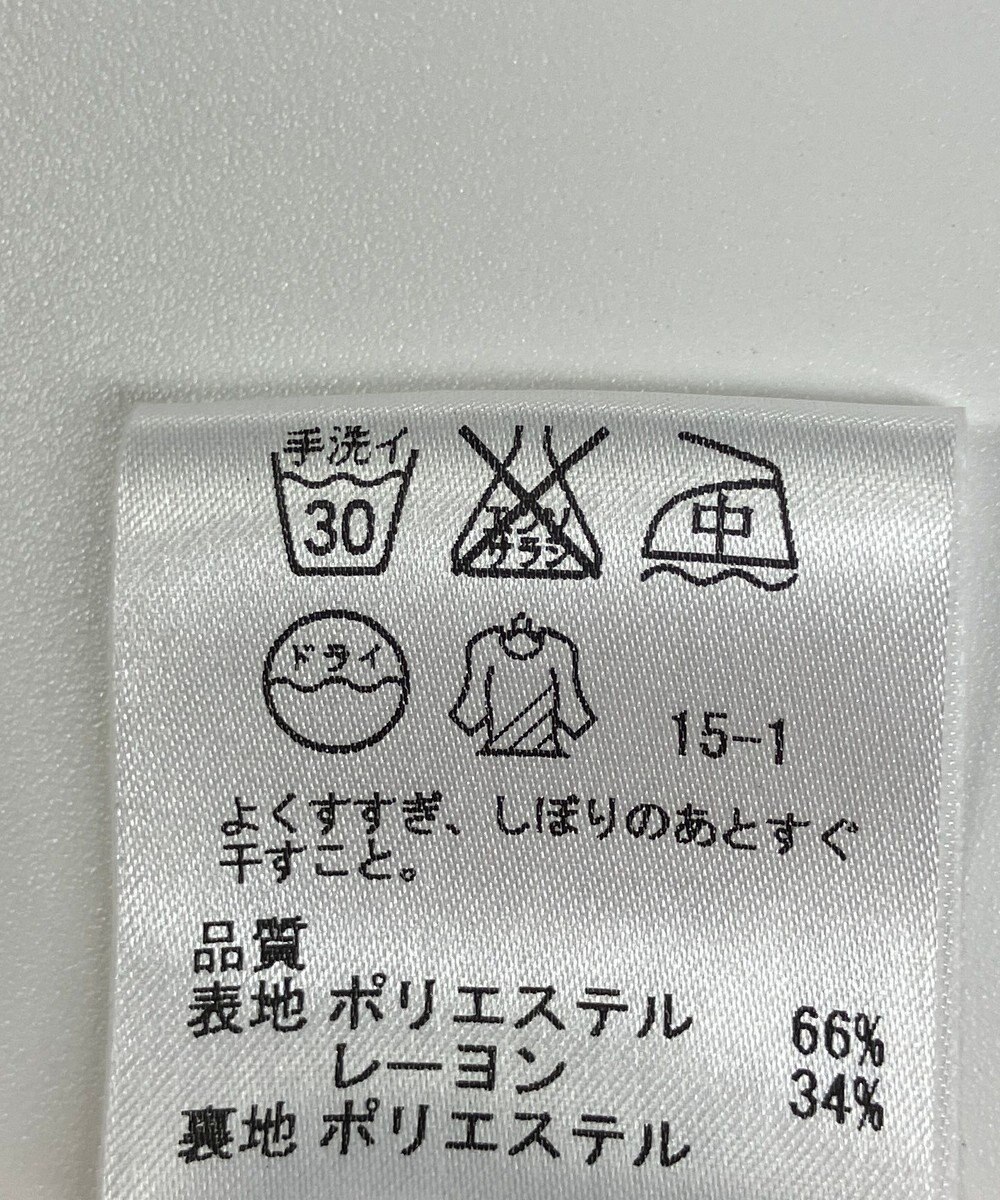 手洗イ
30
エンソ
サラシ
中
ドライ
15-1
よくすすぎ、しぼりのあとすぐ
干すこと。
品質
表地 ポリエステル 66%
レーヨン 34%
裏地 ポリエステル